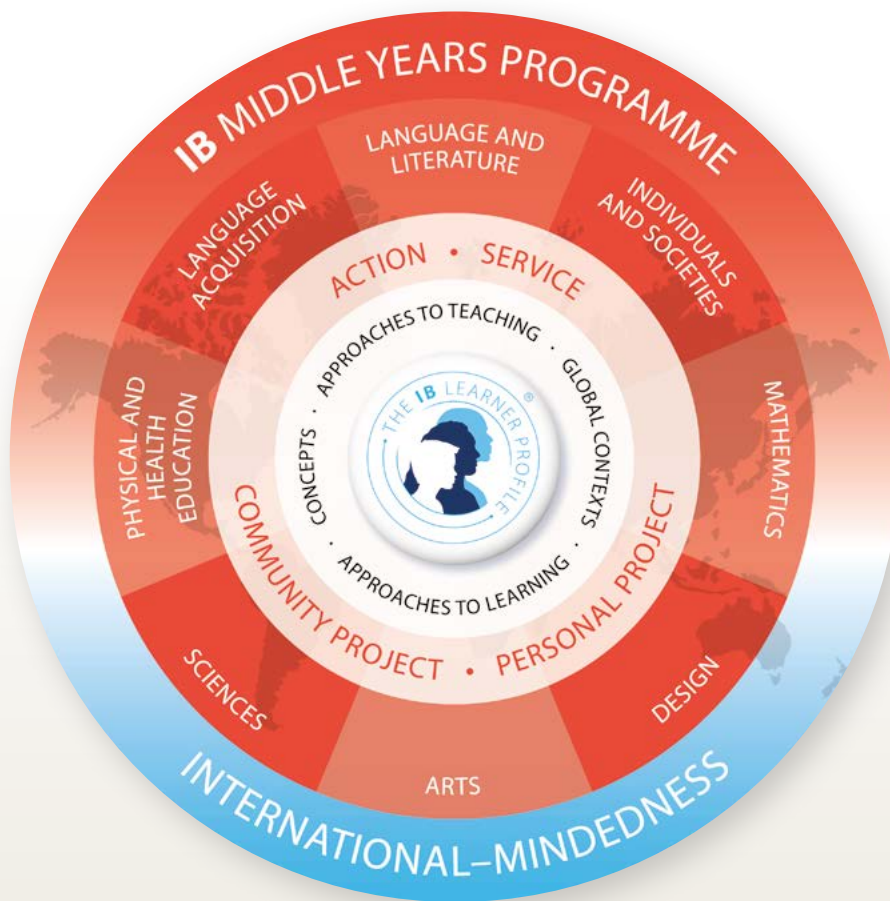 IB MIDDLE YEARS PROGRAMME
LANGUAGE AND
LITERATURE
INDIVIDUALS
AND SOCIETIES
MATHEMATICS
DESIGN
ARTS
SCIENCES
PHYSICAL AND
HEALTH
EDUCATION
LANGUAGE
ACQUISITION
ACTION • SERVICE
PERSONAL PROJECT •
COMMUNITY PROJECT
APPROACHES TO TEACHING ·
GLOBAL CONTEXTS ·
APPROACHES TO LEARNING ·
CONCEPTS ·
• THE IB LEARNER PROFILE • ®
INTERNATIONAL–MINDEDNESS